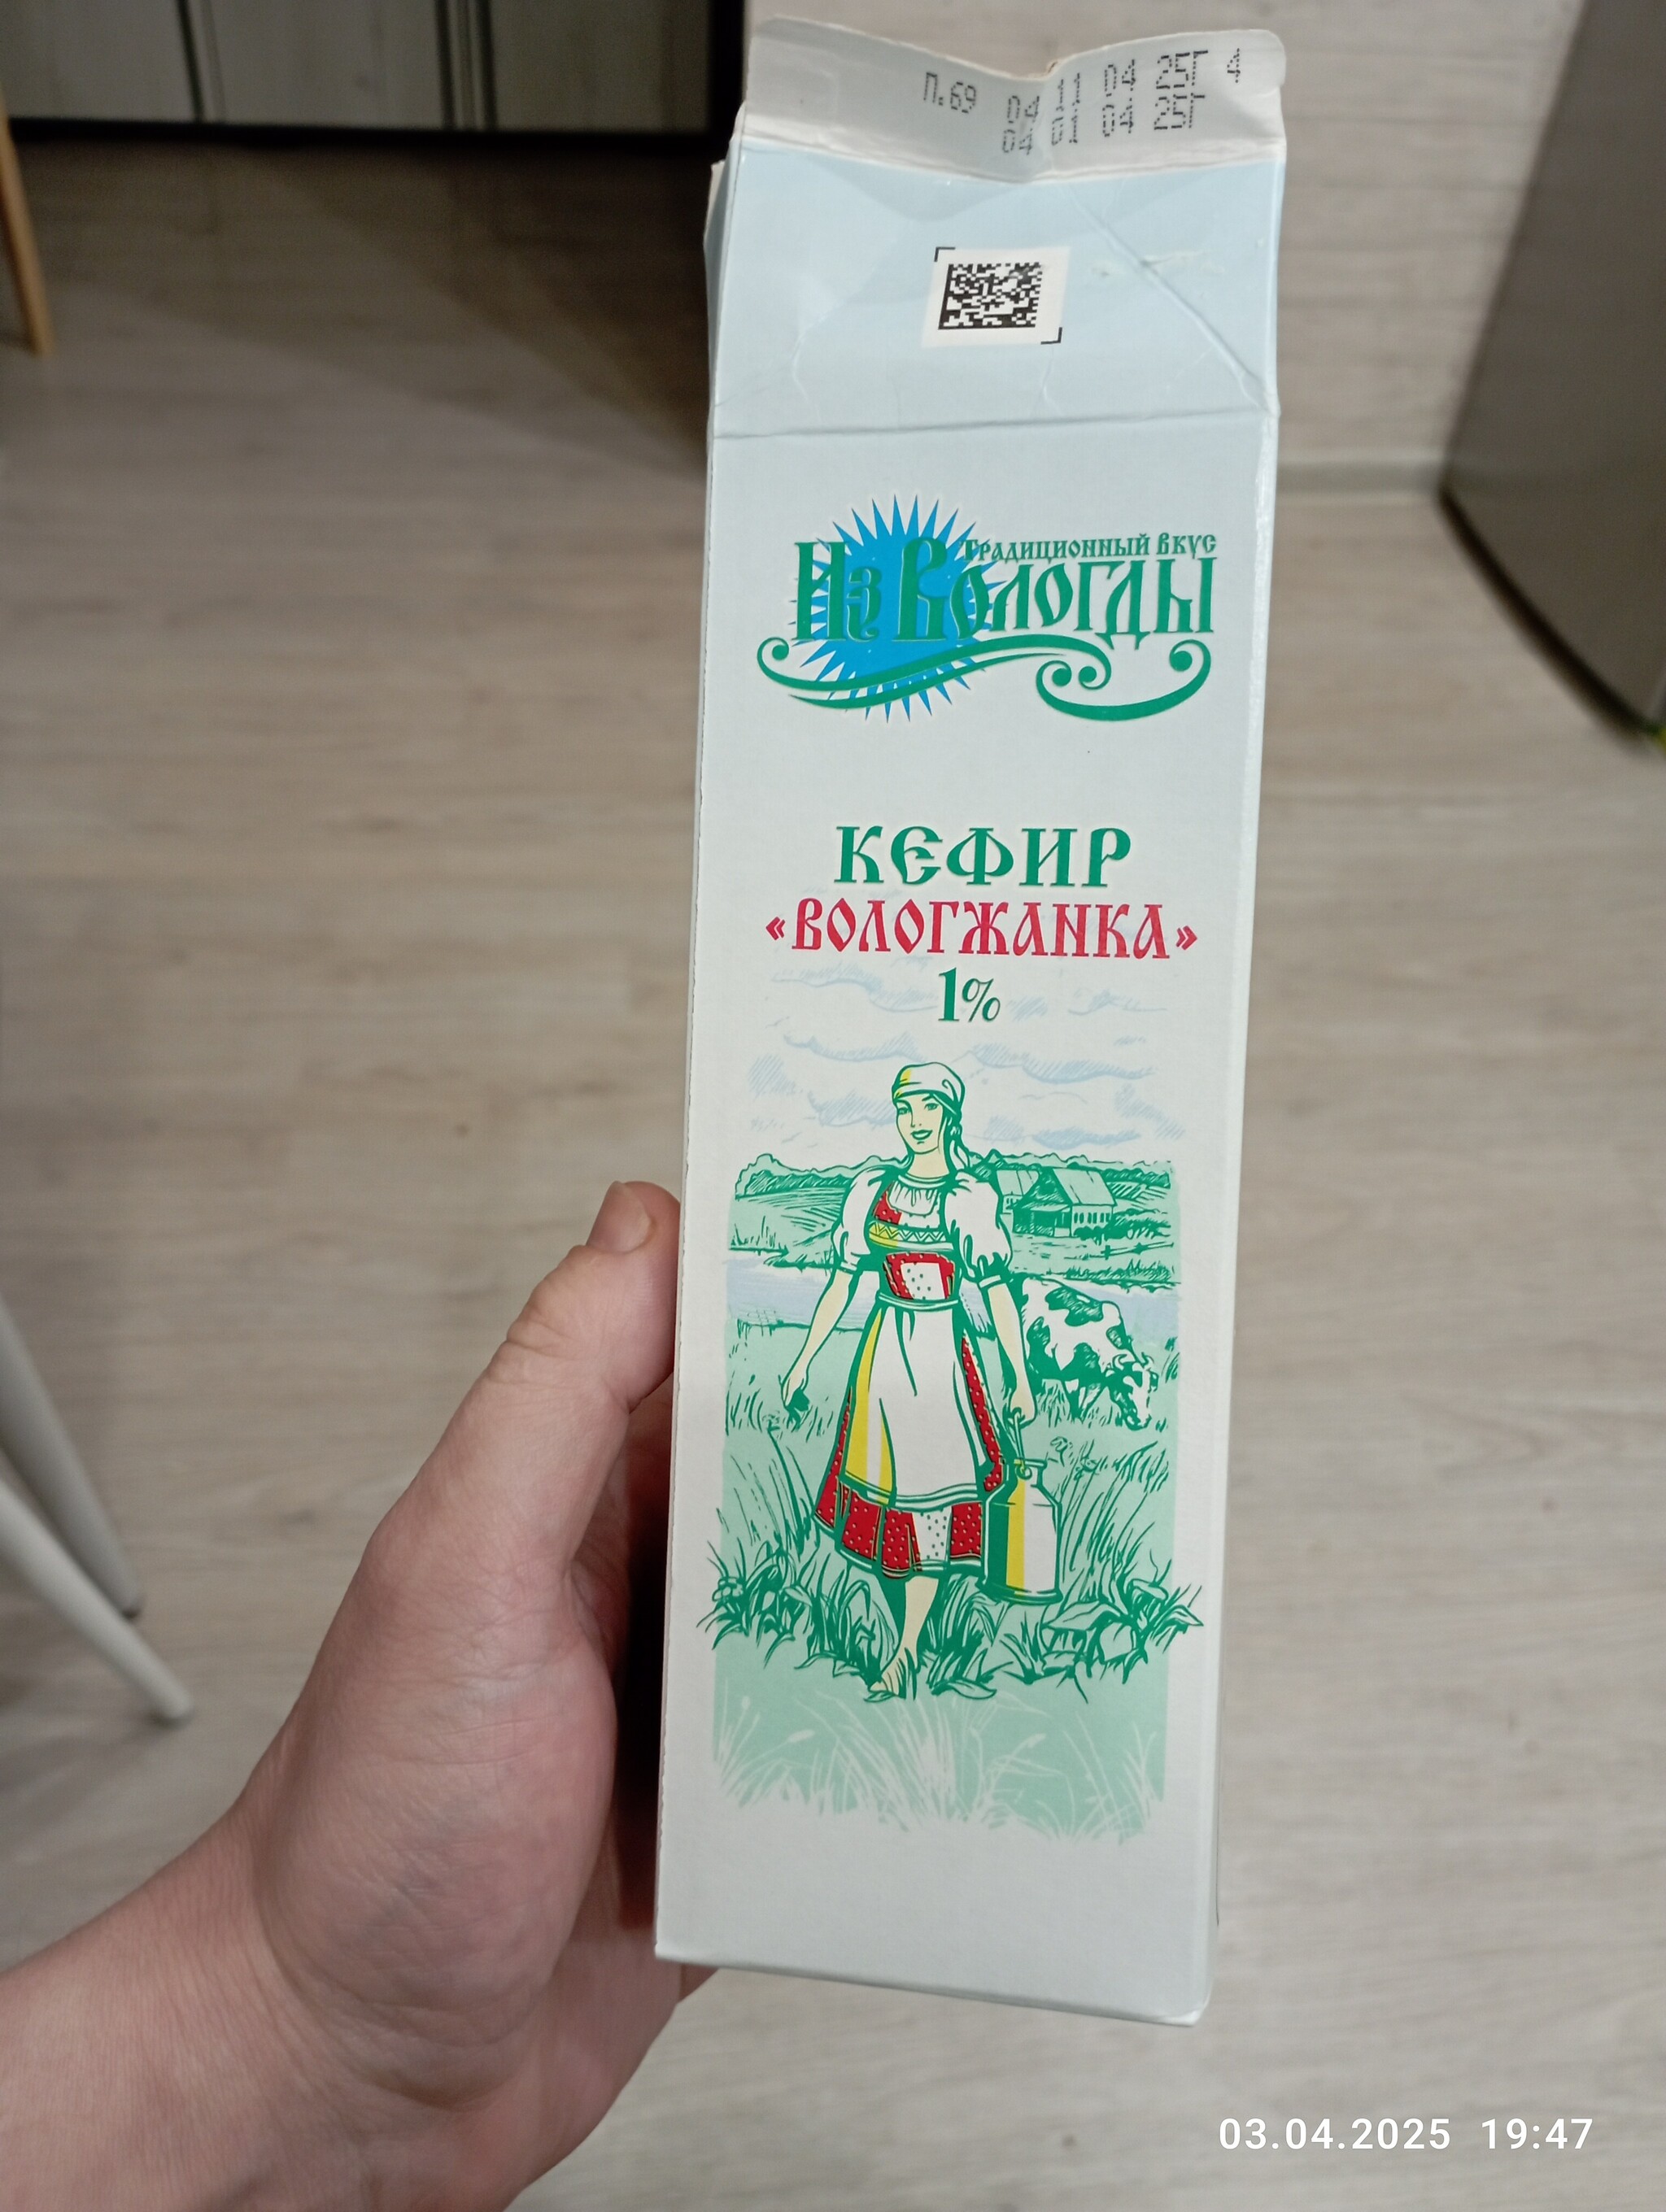 П.69 04 11 04 25Г 4
04 01 04 25Г
Традиционный вкус
Из Вологды
КЕФИР
«ВОЛОГЖАНКА»
1%
03.04.2025 19:47